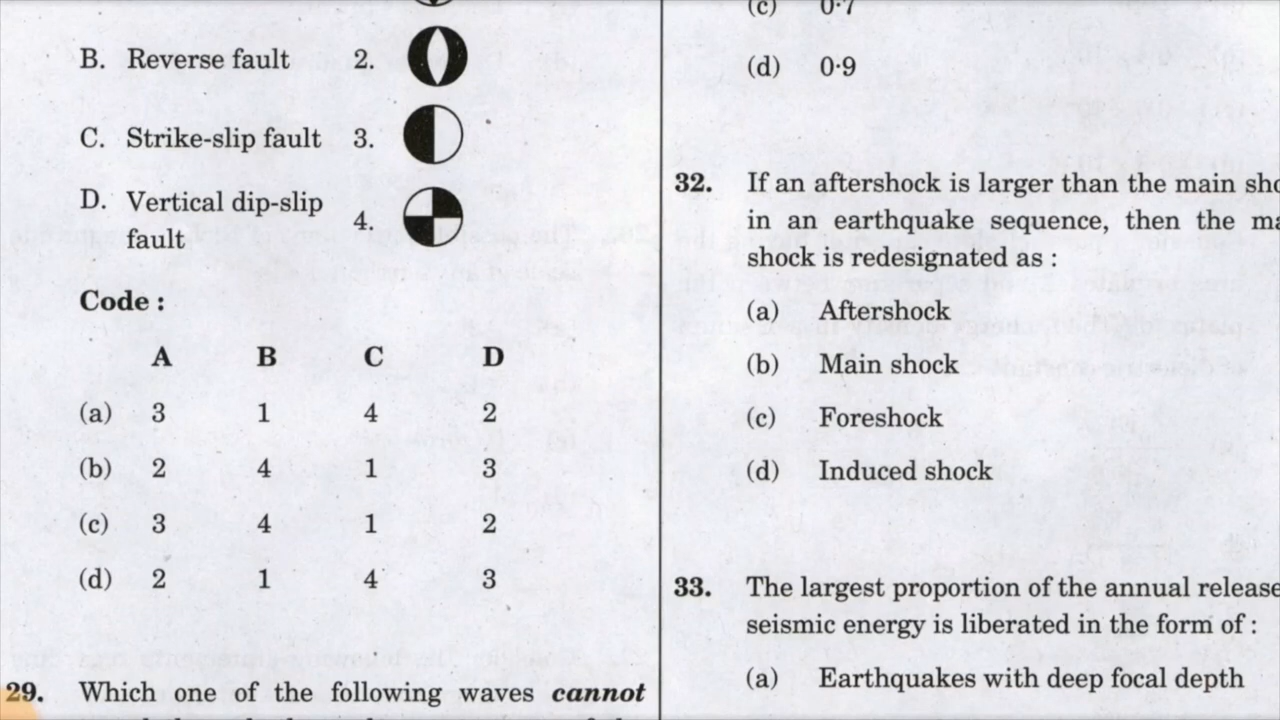 B. Reverse fault 2.
C. Strike-slip fault 3.
D. Vertical dip-slip
fault 4.
Code :
A B C D
(a) 3 1 4 2
(b) 2 4 1 3
(c) 3 4 1 2
(d) 2 1 4 3
29. Which one of the following waves cannot
(c) 0·7
(d) 0·9
32. If an aftershock is larger than the main
in an earthquake sequence, then the
shock is redesignated as :
(a) Aftershock
(b) Main shock
(c) Foreshock
(d) Induced shock
33. The largest proportion of the annual release
seismic energy is liberated in the form of :
(a) Earthquakes with deep focal depth